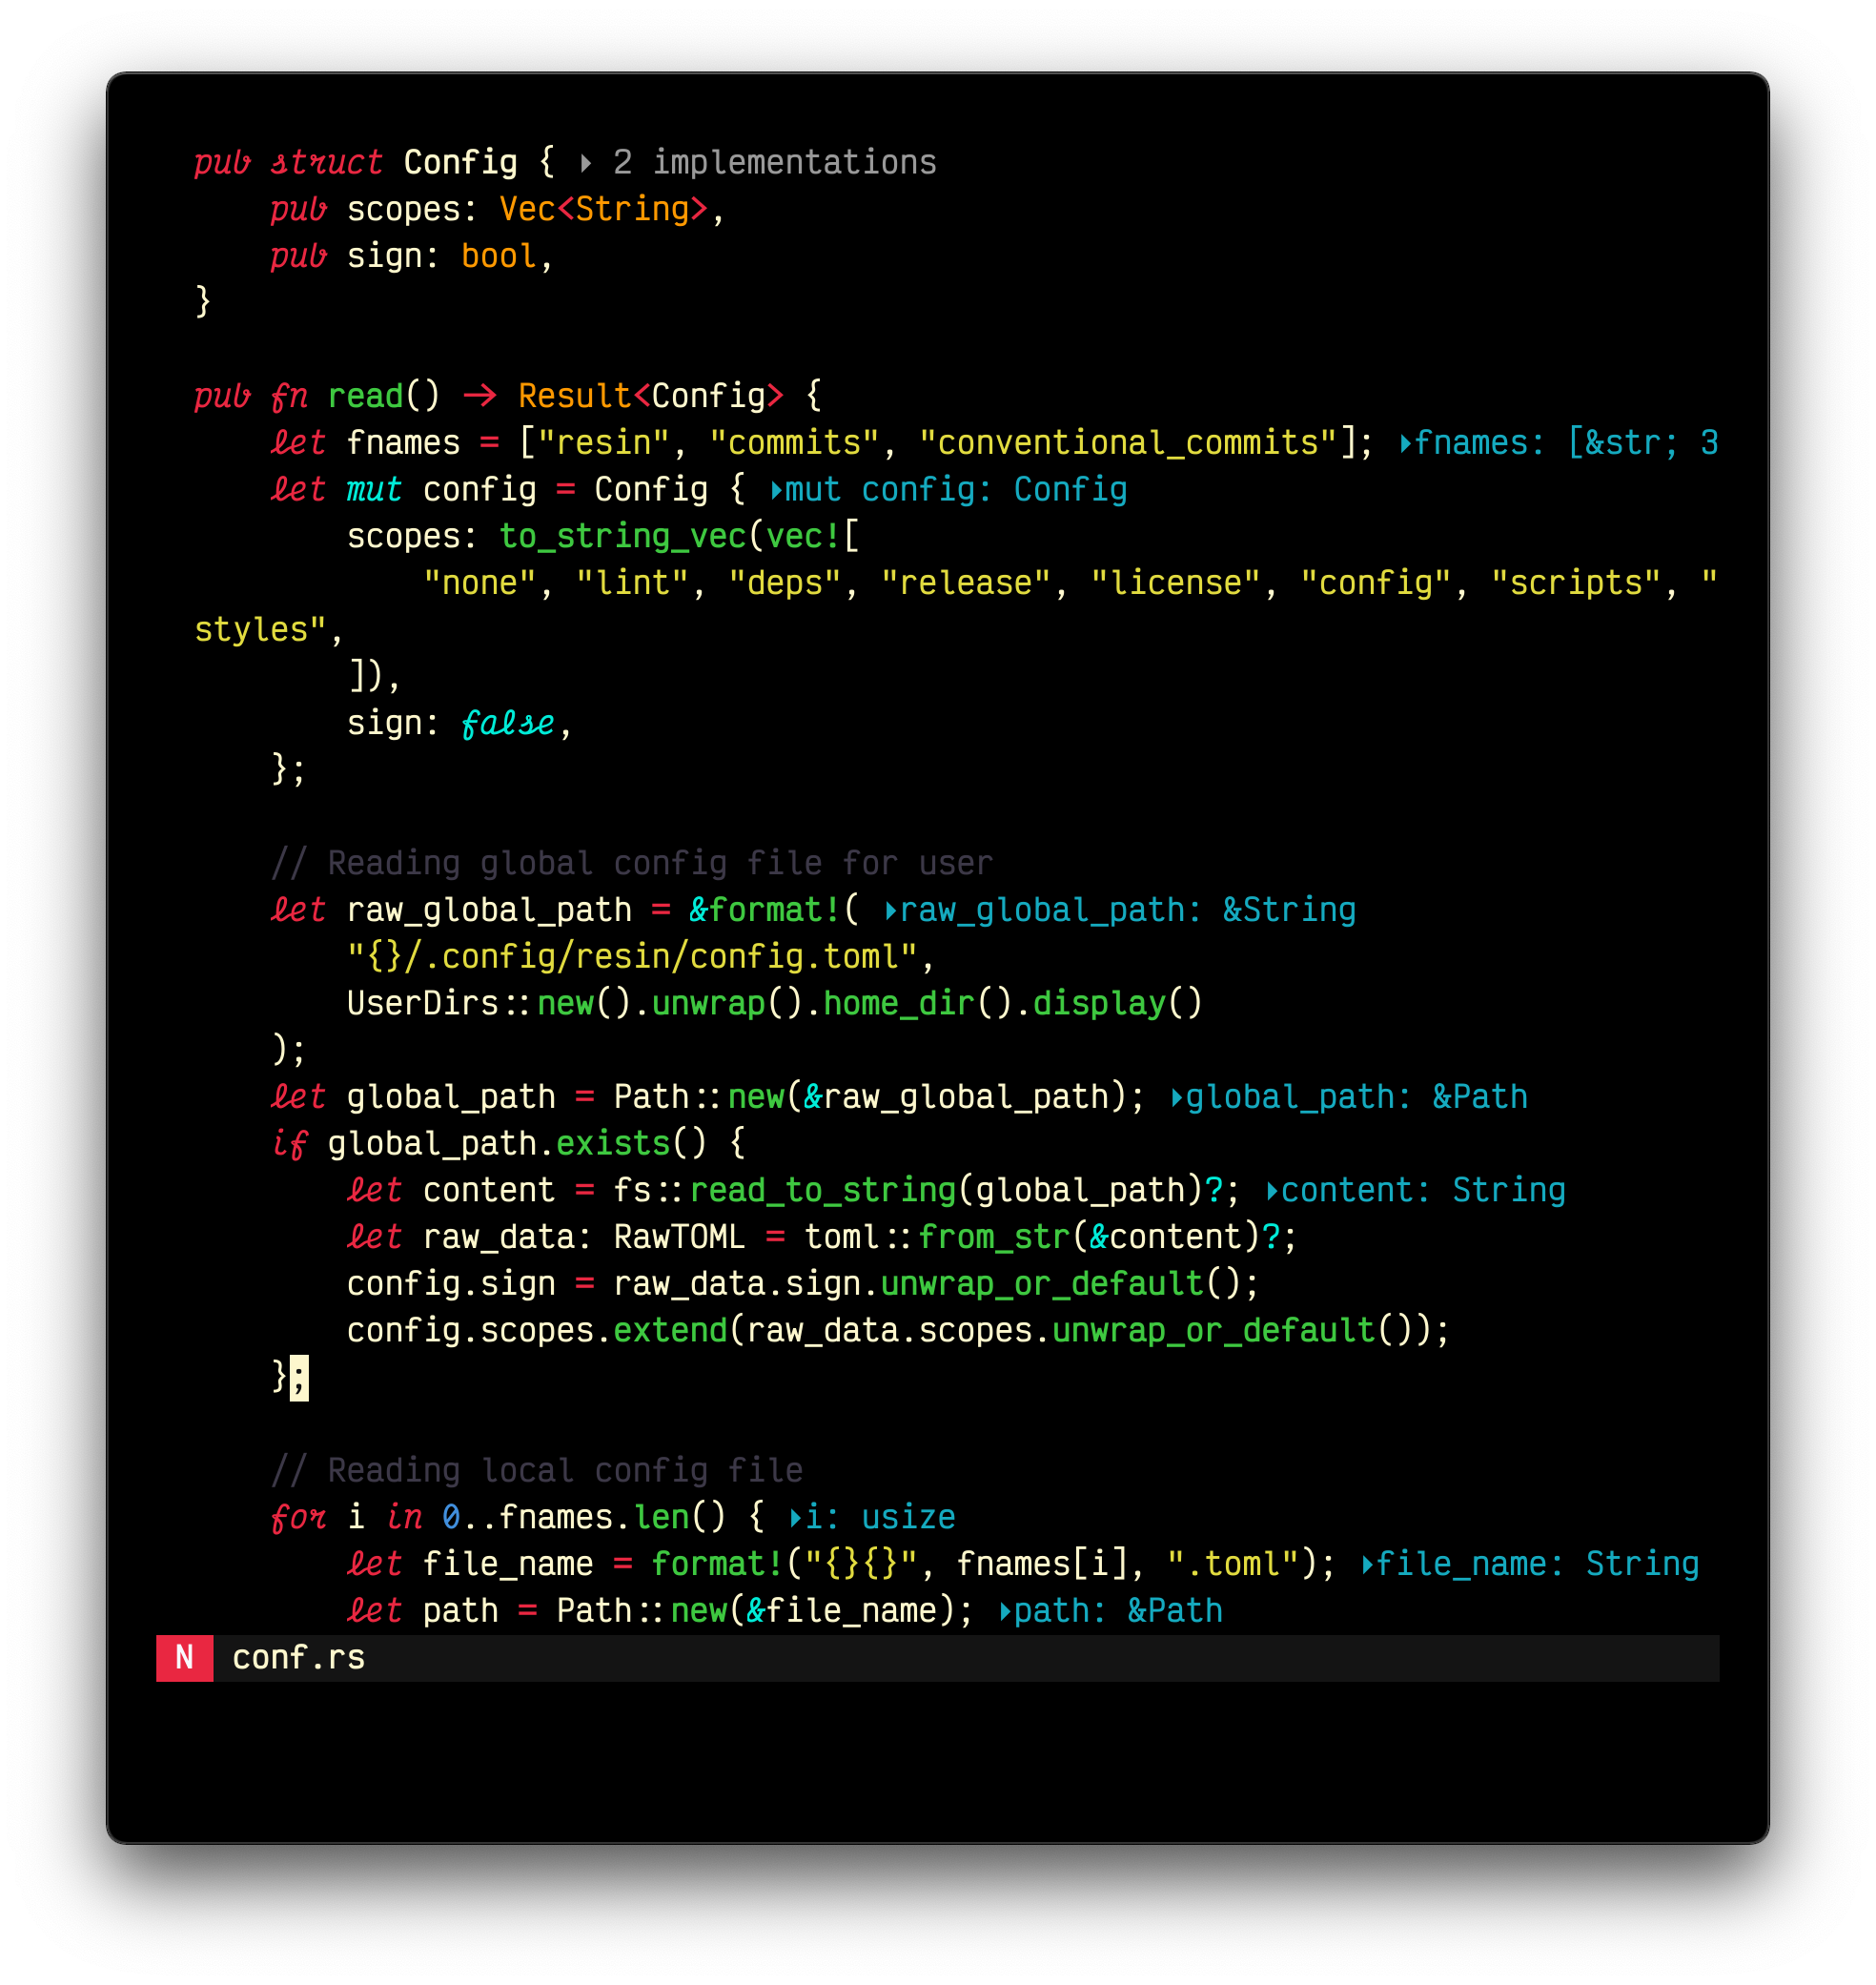 pub struct Config { ▸ 2 implementations
    pub scopes: Vec<String>,
    pub sign: bool,
}

pub fn read() -> Result<Config> {
    let fnames = ["resin", "commits", "conventional_commits"]; ▸fnames: [&str; 3
    let mut config = Config { ▸mut config: Config
        scopes: to_string_vec(vec![
            "none", "lint", "deps", "release", "license", "config", "scripts", "
styles",
        ]),
        sign: false,
    };

    // Reading global config file for user
    let raw_global_path = &format!( ▸raw_global_path: &String
        "{}/.config/resin/config.toml",
        UserDirs::new().unwrap().home_dir().display()
    );
    let global_path = Path::new(&raw_global_path); ▸global_path: &Path
    if global_path.exists() {
        let content = fs::read_to_string(global_path)?; ▸content: String
        let raw_data: RawTOML = toml::from_str(&content)?;
        config.sign = raw_data.sign.unwrap_or_default();
        config.scopes.extend(raw_data.scopes.unwrap_or_default());
    };

    // Reading local config file
    for i in 0..fnames.len() { ▸i: usize
        let file_name = format!("{}{}", fnames[i], ".toml"); ▸file_name: String
        let path = Path::new(&file_name); ▸path: &Path
N conf.rs